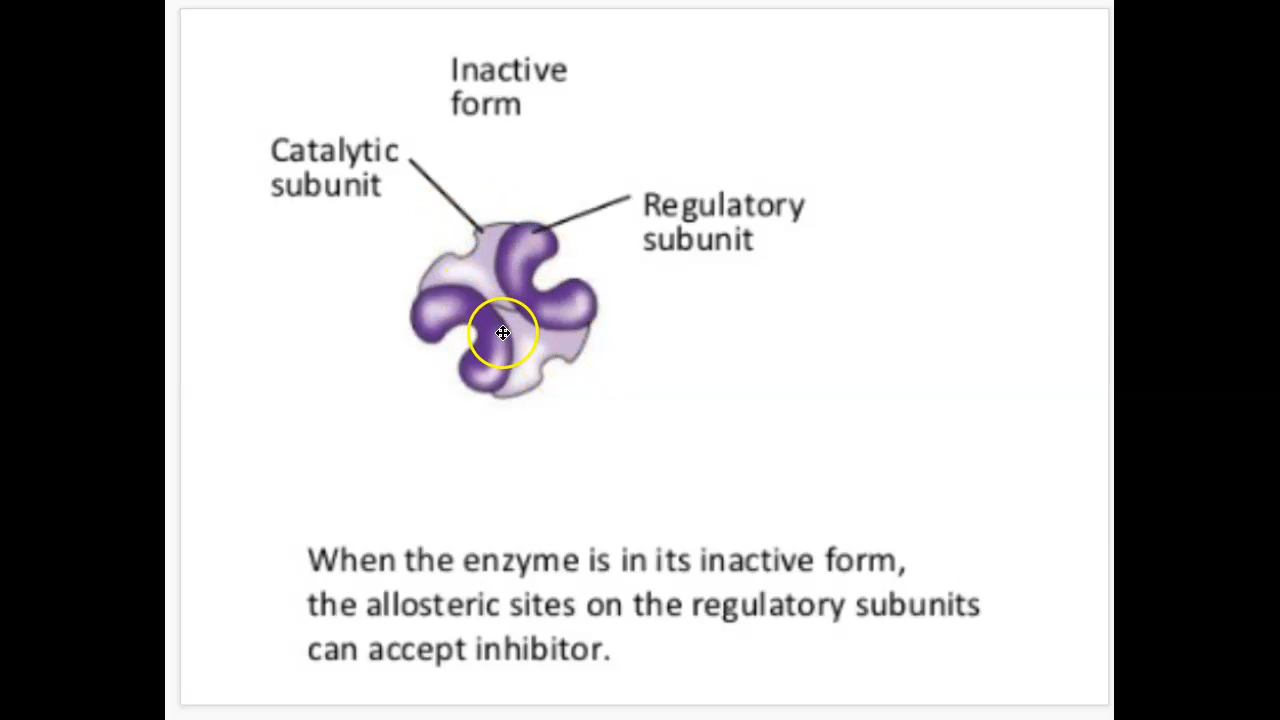 Inactive
form
Catalytic
subunit
Regulatory
subunit
When the enzyme is in its inactive form,
the allosteric sites on the regulatory subunits
can accept inhibitor.